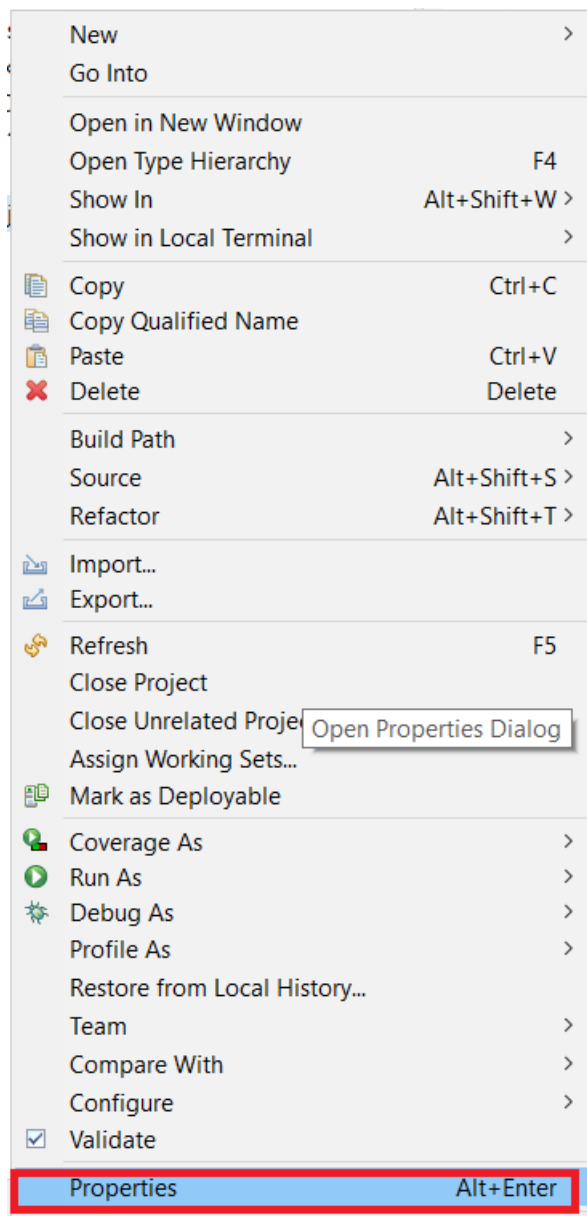 New >
Go Into
Open in New Window
Open Type Hierarchy F4
Show In Alt+Shift+W >
Show in Local Terminal >
Copy Ctrl+C
Copy Qualified Name
Paste Ctrl+V
Delete Delete
Build Path >
Source Alt+Shift+S >
Refactor Alt+Shift+T >
Import...
Export...
Refresh F5
Close Project
Close Unrelated Proje
Open Properties Dialog
Assign Working Sets...
Mark as Deployable
Coverage As >
Run As >
Debug As >
Profile As >
Restore from Local History...
Team >
Compare With >
Configure >
Validate
Properties Alt+Enter